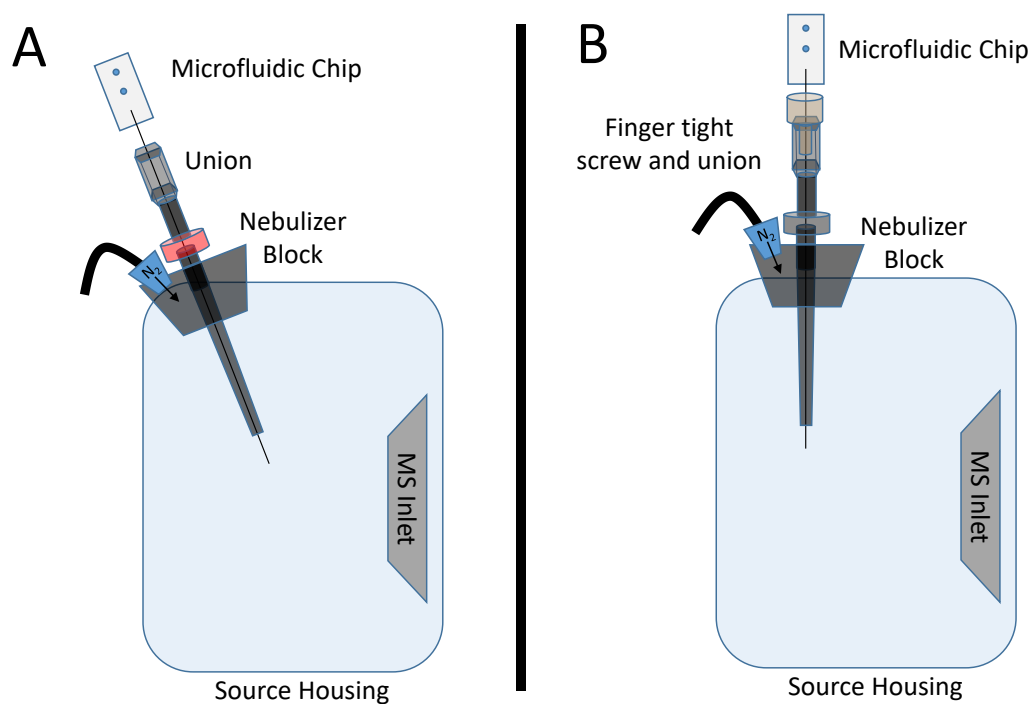 A
Microfluidic Chip
Union
Nebulizer
Block
N2
MS Inlet
Source Housing
B
Microfluidic Chip
Finger tight
screw and union
Nebulizer
Block
N2
MS Inlet
Source Housing